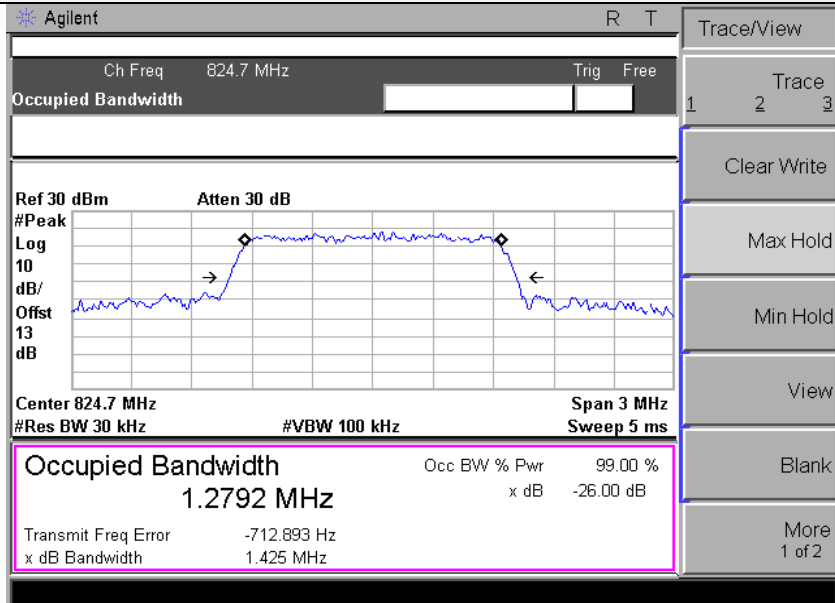 Agilent R T
Ch Freq 824.7 MHz Trig Free
Occupied Bandwidth
Ref 30 dBm Atten 30 dB
#Peak
Log
10
dB/
Offst
13
dB
Center 824.7 MHz Span 3 MHz
#Res BW 30 kHz #VBW 100 kHz Sweep 5 ms
Occupied Bandwidth Occ BW % Pwr 99.00 %
1.2792 MHz x dB -26.00 dB
Transmit Freq Error -712.893 Hz
x dB Bandwidth 1.425 MHz
Trace/View
Trace
1 2 3
Clear Write
Max Hold
Min Hold
View
Blank
More
1 of 2